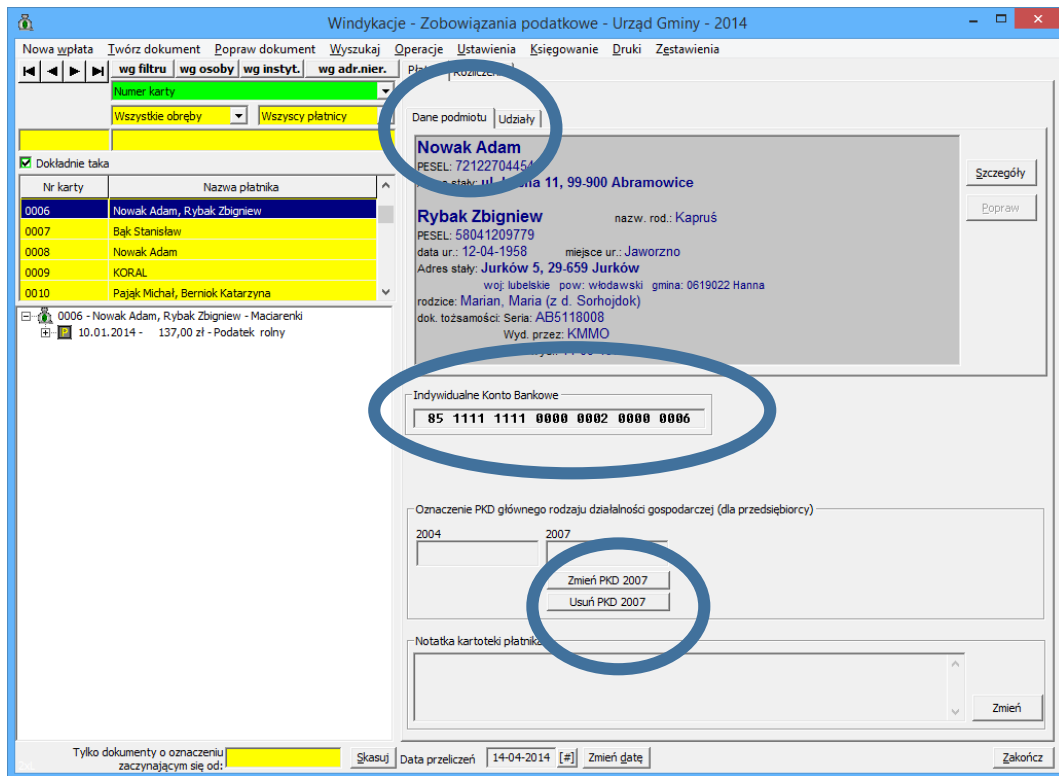 Windykacje - Zobowiązania podatkowe - Urząd Gminy - 2014
Nowa wpłata Twórz dokument Popraw dokument Wyszukaj Operacje Ustawienia Księgowanie Druki Zestawienia
wg filtru wg osoby wg instyt. wg adr.nier.
Numer karty
Wszystkie obręby Wszyscy płatnicy
Dokładnie taka
Nr karty Nazwa płatnika
0006 Nowak Adam, Rybak Zbigniew
0007 Bąk Stanisław
0008 Nowak Adam
0009 KORAL
0010 Pająk Michał, Berniok Katarzyna
0006 - Nowak Adam, Rybak Zbigniew - Maciarenki
10.01.2014 - 137,00 zł - Podatek rolny
Dane podmiotu Udziały
Nowak Adam
PESEL: 72122704454
stały: 11, 99-900 Abramowice
Rybak Zbigniew nazw. rod.: Kapruś
PESEL: 58041209779
data ur.: 12-04-1958 miejsce ur.: Jaworzno
Adres stały: Jurków 5, 29-659 Jurków
woj: lubelskie pow: włodawski gmina: 0619022 Hanna
rodzice: Marian, Maria (z d. Sorhojdok)
dok. tożsamości: Seria: AB5118008
Wyd. przez: KMMO
Szczegóły
Popraw
Indywidualne Konto Bankowe
85 1111 1111 0000 0002 0000 0006
Oznaczenie PKD głównego rodzaju działalności gospodarczej (dla przedsiębiorcy)
2004 2007
Zmień PKD 2007
Usuń PKD 2007
Notatka kartoteki płatnika
Zmień
Tylko dokumenty o oznaczeniu
zaczynającym się od:
Skasuj Data przeliczeń 14-04-2014 [#] Zmień datę Zakończ